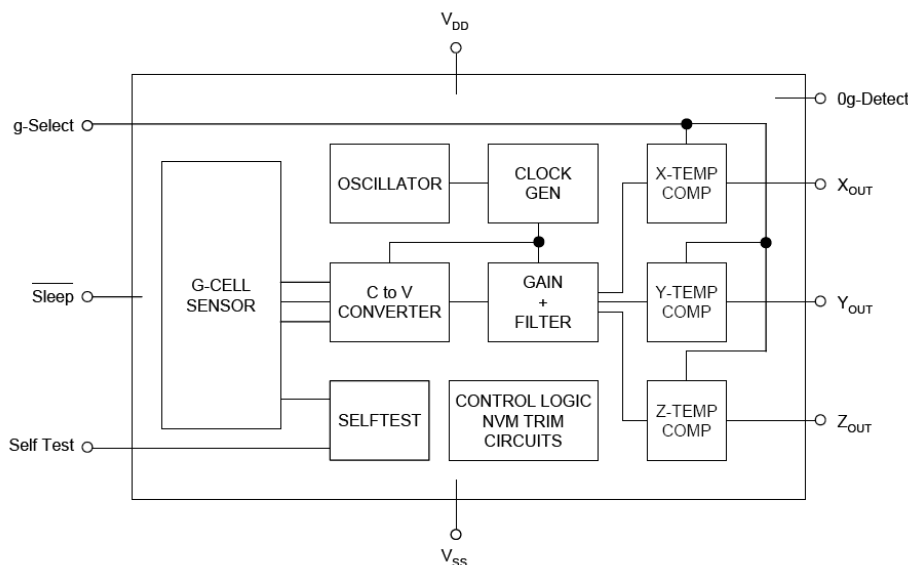 VDD
0g-Detect
g-Select
OSCILLATOR
CLOCK
GEN
X-TEMP
COMP
XOUT
Sleep
G-CELL
SENSOR
C to V
CONVERTER
GAIN
+
FILTER
Y-TEMP
COMP
YOUT
Self Test
SELFTEST
CONTROL LOGIC
NVM TRIM
CIRCUITS
Z-TEMP
COMP
ZOUT
VSS